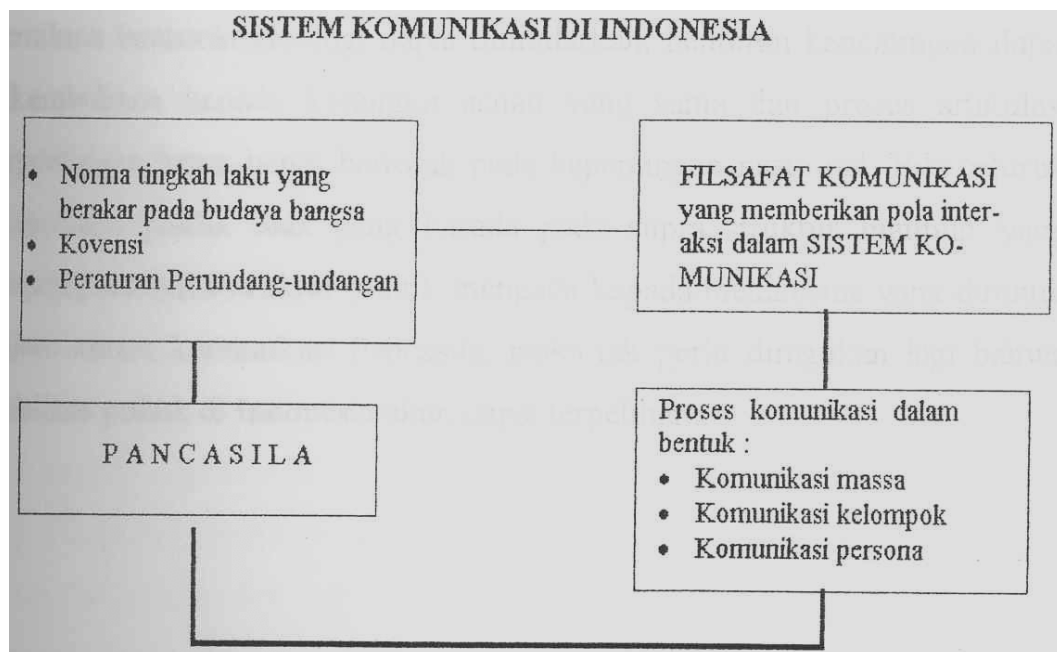 SISTEM KOMUNIKASI DI INDONESIA
• Norma tingkah laku yang
berakar pada budaya bangsa
• Kovensi
• Peraturan Perundang-undangan
PANCASILA
FILSAFAT KOMUNIKASI
yang memberikan pola inter-
aksi dalam SISTEM KO-
MUNIKASI
Proses komunikasi dalam
bentuk :
• Komunikasi massa
• Komunikasi kelompok
• Komunikasi persona